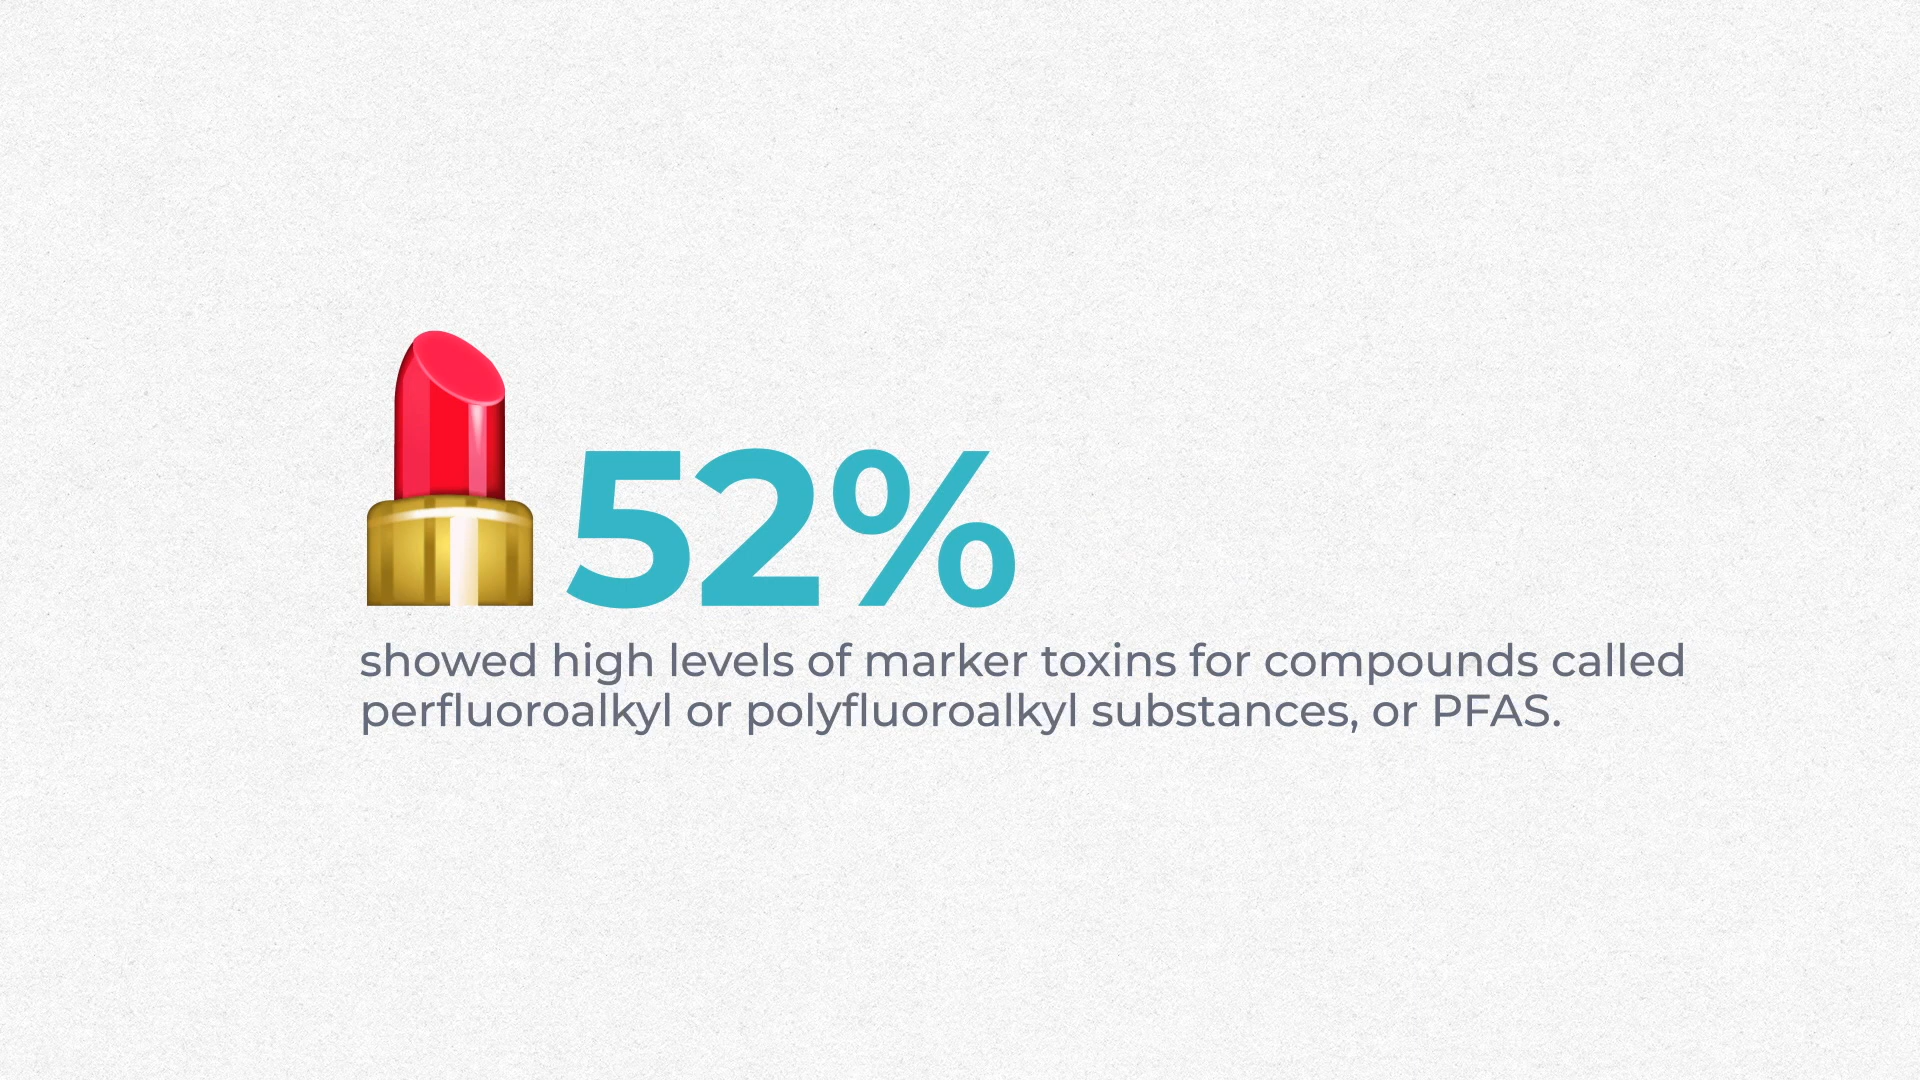 52%
showed high levels of marker toxins for compounds called
perfluoroalkyl or polyfluoroalkyl substances, or PFAS.